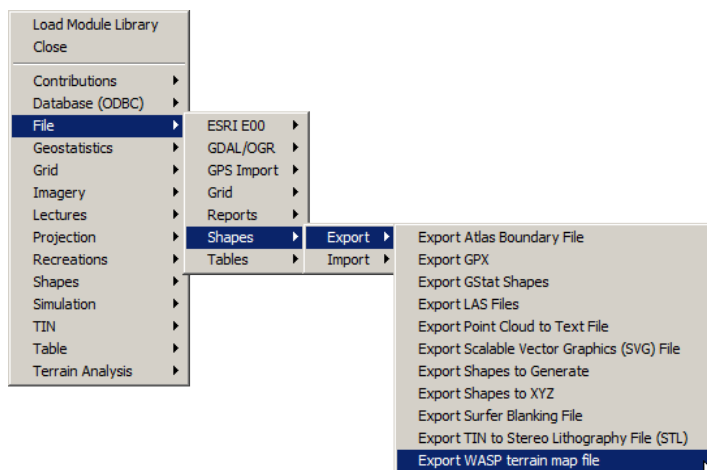 Load Module Library
Close
Contributions
Database (ODBC)
File
Geostatistics
Grid
Imagery
Lectures
Projection
Recreations
Shapes
Simulation
TIN
Table
Terrain Analysis
ESRI E00
GDAL/OGR
GPS Import
Grid
Reports
Shapes
Tables
Export
Import
Export Atlas Boundary File
Export GPX
Export GStat Shapes
Export LAS Files
Export Point Cloud to Text File
Export Scalable Vector Graphics (SVG) File
Export Shapes to Generate
Export Shapes to XYZ
Export Surfer Blanking File
Export TIN to Stereo Lithography File (STL)
Export WASP terrain map file